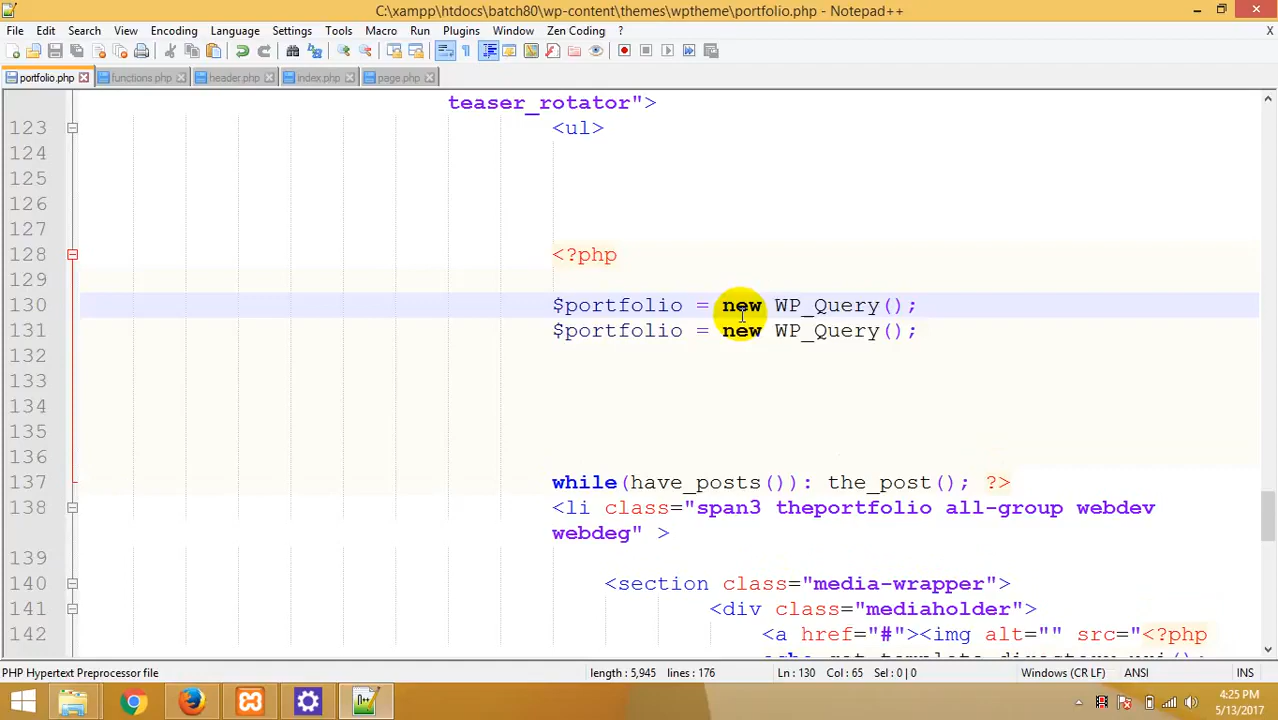 C:\xampp\htdocs\batch80\wp-content\themes\wptheme\portfolio.php - Notepad++
File Edit Search View Encoding Language Settings Tools Macro Run Plugins Window Zen Coding ? X
portfolio.php functions.php header.php index.php page.php
teaser_rotator">
123 <ul>
124
125
126
127
128 <?php
129
130 $portfolio = new WP_Query();
131 $portfolio = new WP_Query();
132
133
134
135
136
137 while(have_posts()): the_post(); ?>
138 <li class="span3 theportfolio all-group webdev
webdeg" >
139
140 <section class="media-wrapper">
141 <div class="mediaholder">
142 <a href="#"><img alt="" src="<?php
PHP Hypertext Preprocessor file length : 5,945 lines : 176 Ln : 130 Col : 65 Sel : 0 | 0 Windows (CR LF) ANSI INS
4:25 PM
5/13/2017